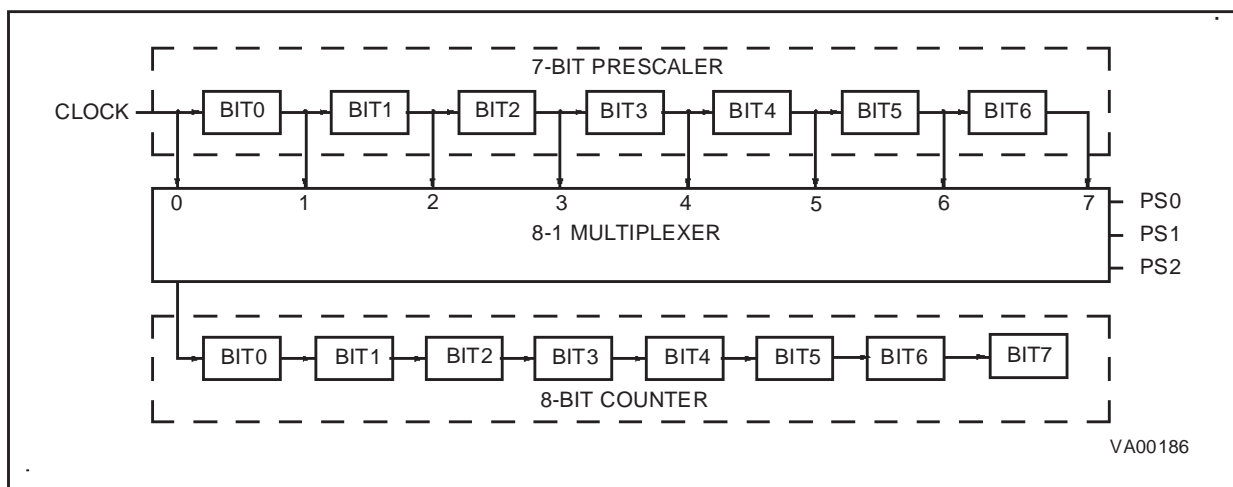 7-BIT PRESCALER
CLOCK BIT0 BIT1 BIT2 BIT3 BIT4 BIT5 BIT6
0 1 2 3 4 5 6 7 PS0
8-1 MULTIPLEXER PS1
PS2
BIT0 BIT1 BIT2 BIT3 BIT4 BIT5 BIT6 BIT7
8-BIT COUNTER
VA00186